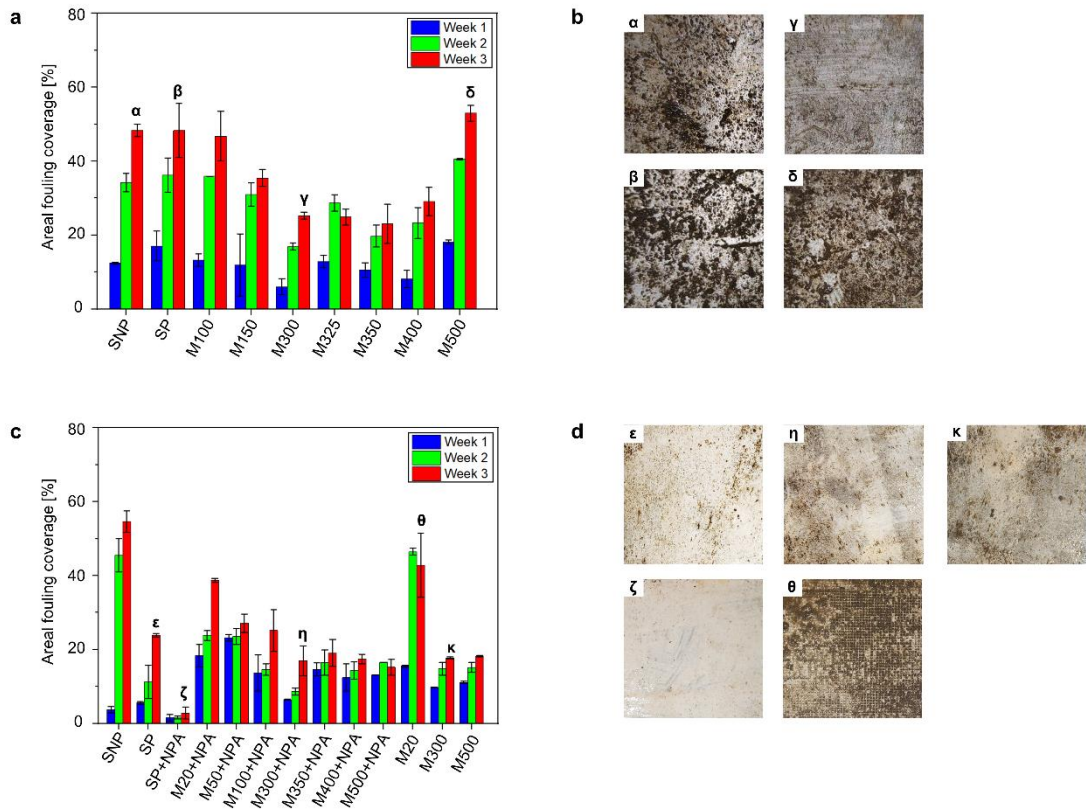 a
Areal fouling coverage [%]
80
60
40
20
0
Week 1
Week 2
Week 3
α
β
γ
δ
SNP
SP
M100
M150
M300
M325
M350
M400
M500
b
α
γ
β
δ
c
Areal fouling coverage [%]
80
60
40
20
0
Week 1
Week 2
Week 3
ε
ζ
η
θ
κ
SNP
SP
SP+NPA
M20+NPA
M50+NPA
M100+NPA
M300+NPA
M350+NPA
M400+NPA
M500+NPA
M20
M300
M500
d
ε
η
κ
ζ
θ